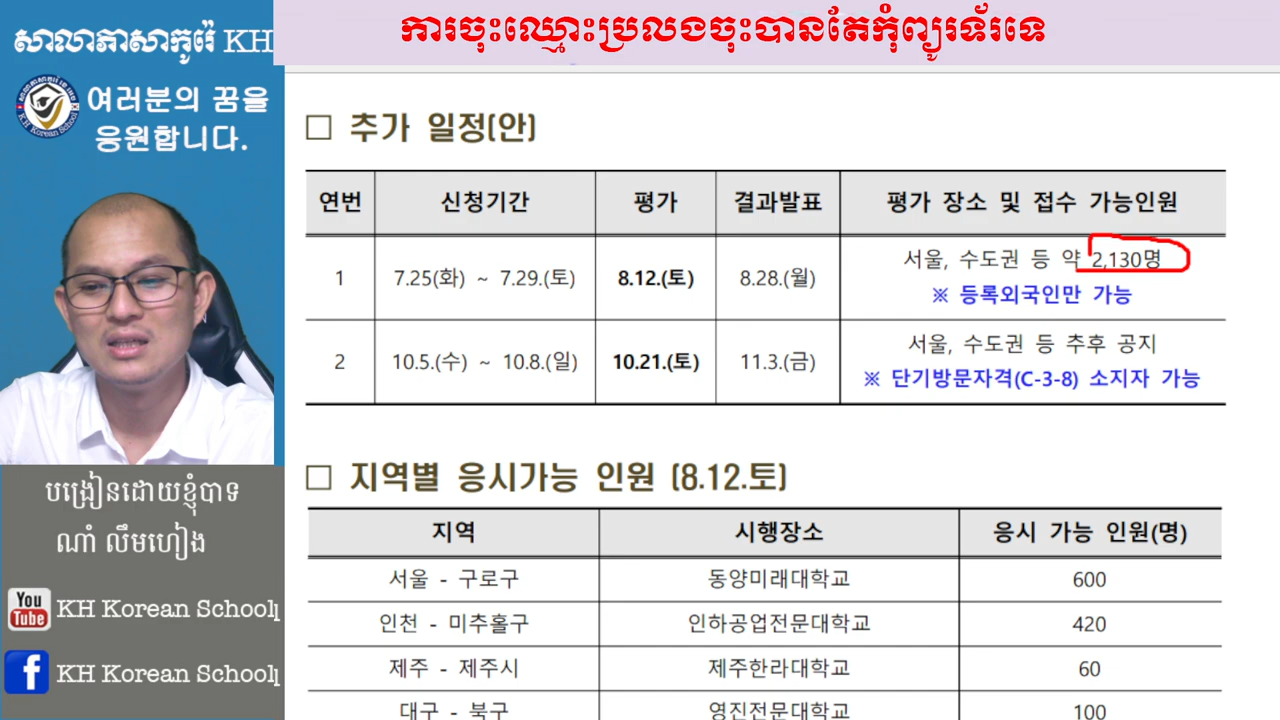 សាលាភាសាកូរ៉េ KH
ការចុះឈ្មោះប្រលងចុះបានតែកុំព្យូរទ័រទេ
여러분의 꿈을
응원합니다.
KH Korean School
□ 추가 일정(안)
연번 신청기간 평가 결과발표 평가 장소 및 접수 가능인원
1 7.25(화) ~ 7.29.(토) 8.12.(토) 8.28.(월) 서울, 수도권 등 약 2,130명
※ 등록외국인만 가능
2 10.5.(수) ~ 10.8.(일) 10.21.(토) 11.3.(금) 서울, 수도권 등 추후 공지
※ 단기방문자격(C-3-8) 소지자 가능
□ 지역별 응시가능 인원 (8.12.토)
지역 시행장소 응시 가능 인원(명)
서울 - 구로구 동양미래대학교 600
인천 - 미추홀구 인하공업전문대학교 420
제주 - 제주시 제주한라대학교 60
대구 - 북구 영진전문대학교 100
បង្រៀនដោយខ្ញុំបាទ
ណាំ លឹមហៀង
You
Tube
KH Korean School
f KH Korean School